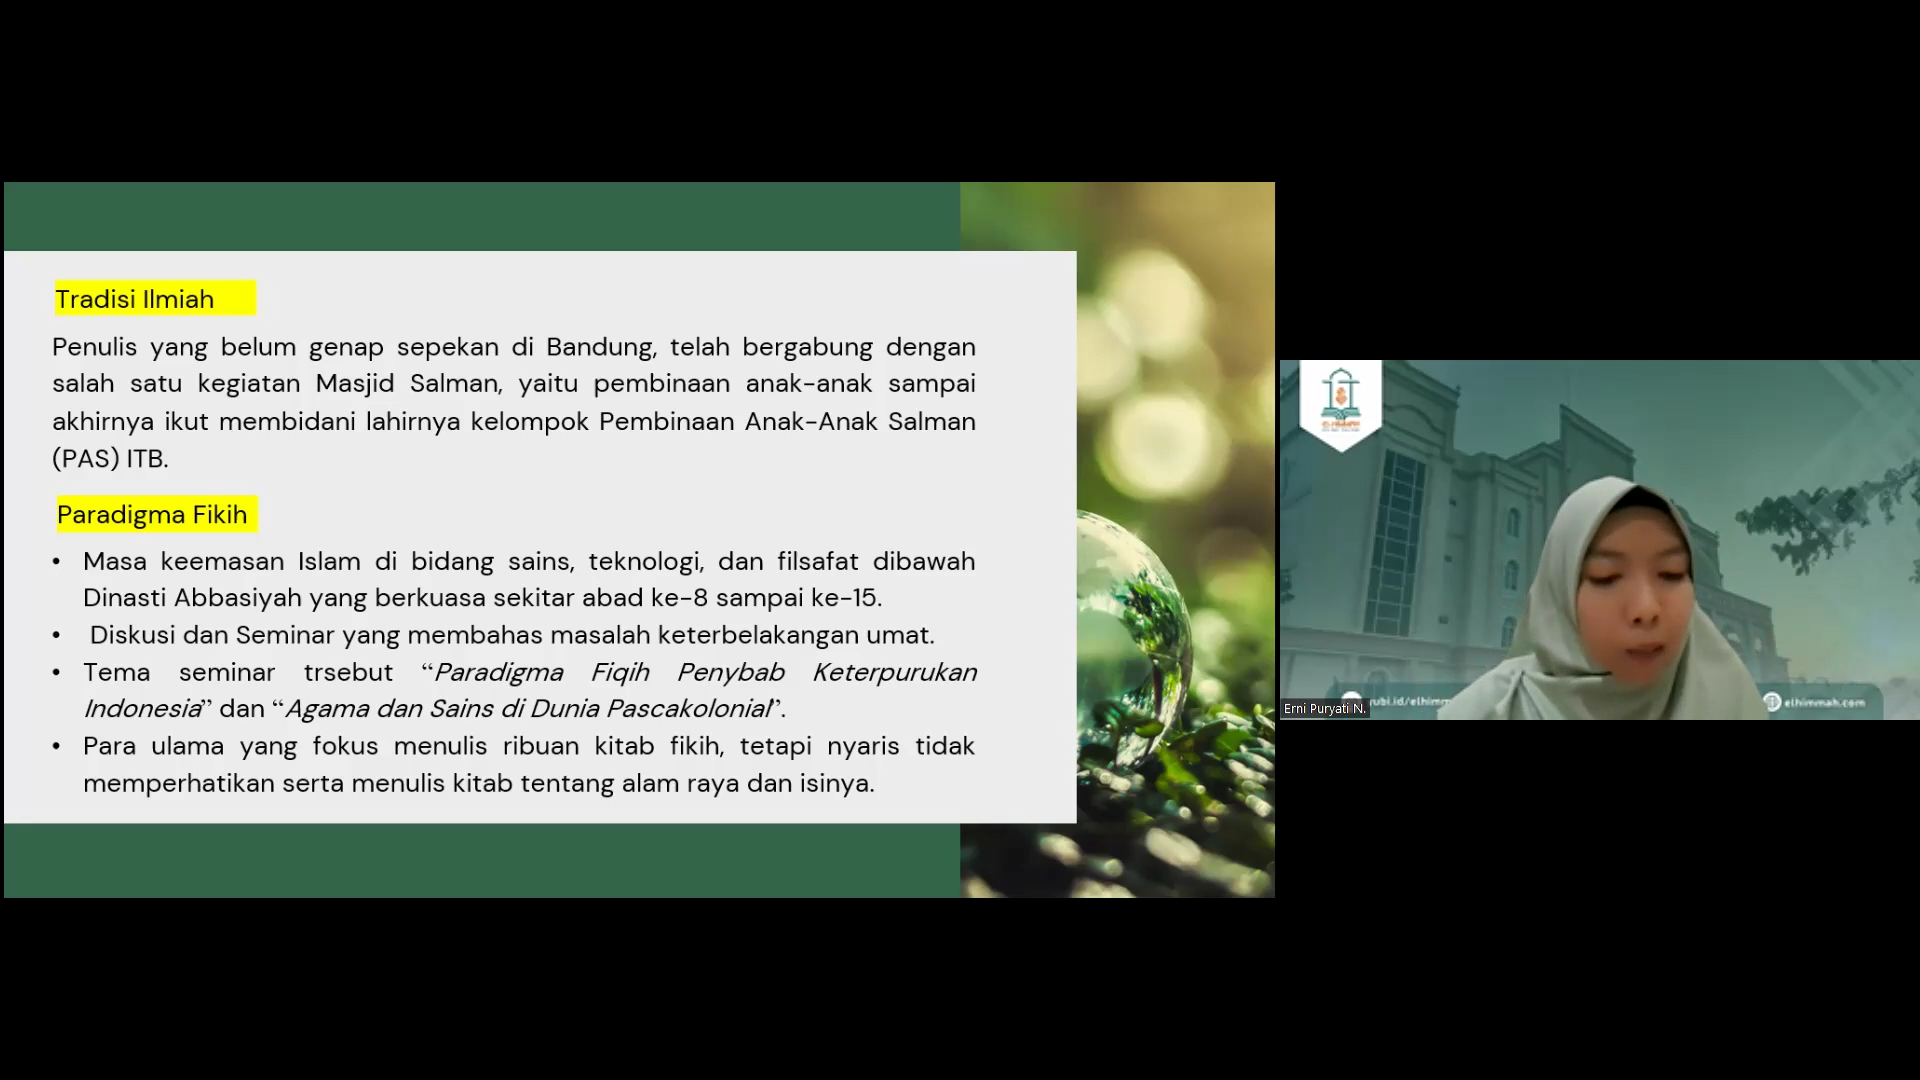 Tradisi Ilmiah
Penulis yang belum genap sepekan di Bandung, telah bergabung dengan
salah satu kegiatan Masjid Salman, yaitu pembinaan anak-anak sampai
akhirnya ikut membidani lahirnya kelompok Pembinaan Anak-Anak Salman
(PAS) ITB.
Paradigma Fikih
• Masa keemasan Islam di bidang sains, teknologi, dan filsafat dibawah
Dinasti Abbasiyah yang berkuasa sekitar abad ke-8 sampai ke-15.
• Diskusi dan Seminar yang membahas masalah keterbelakangan umat.
• Tema seminar trsebut “Paradigma Fiqih Penybab Keterpurukan
Indonesia” dan “Agama dan Sains di Dunia Pascakolonial”.
• Para ulama yang fokus menulis ribuan kitab fikih, tetapi nyaris tidak
memperhatikan serta menulis kitab tentang alam raya dan isinya.
Erni Puryati N.
elhimmah.com